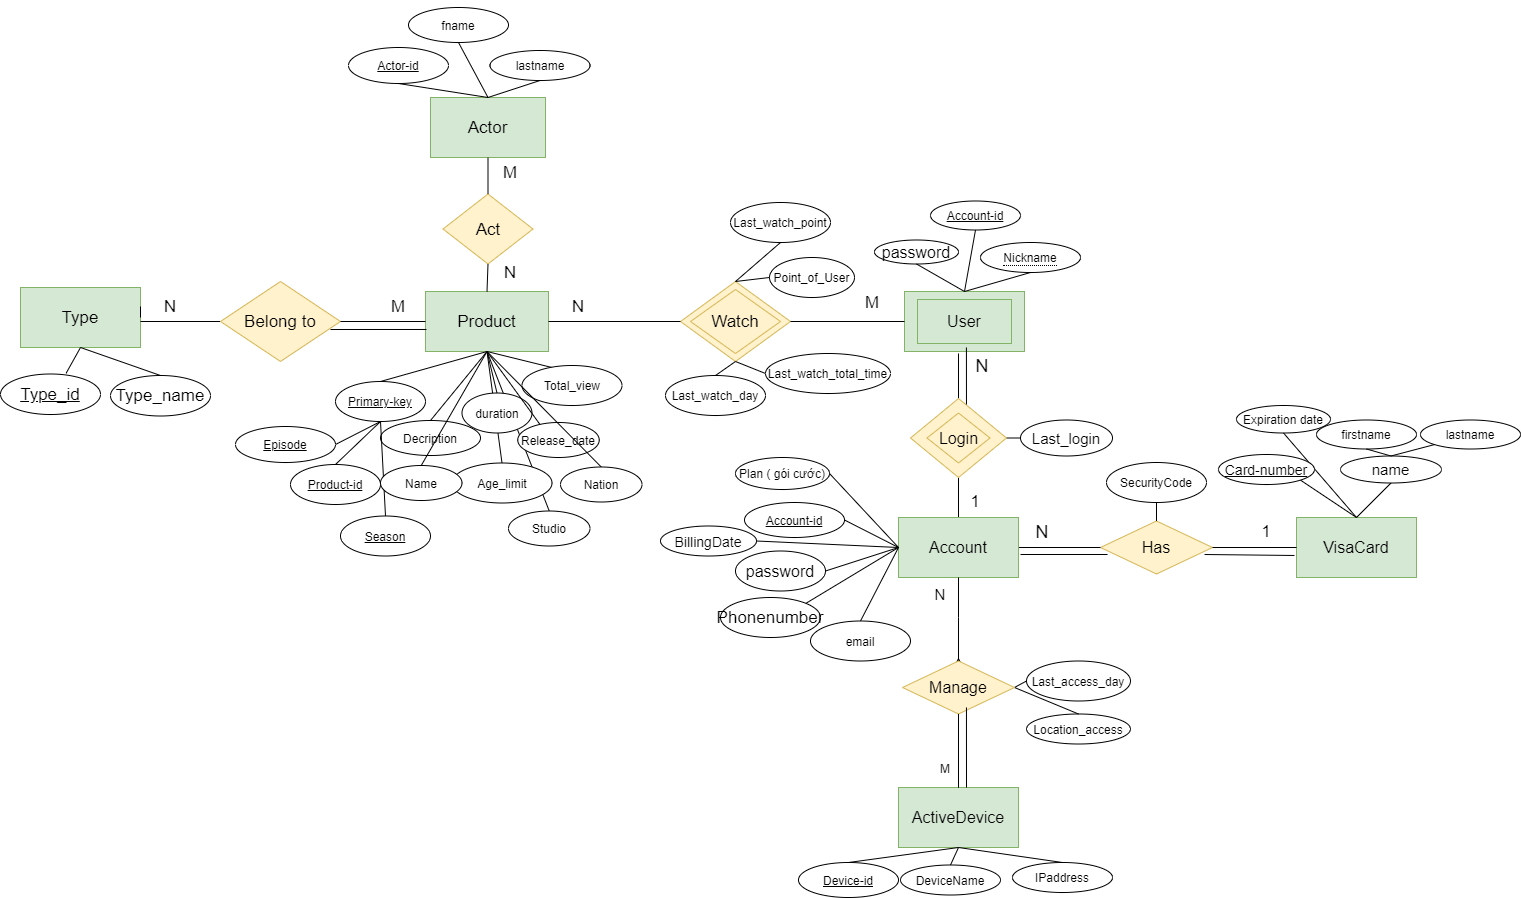 fname
Actor-id
lastname
Actor
M
Act
N
Last_watch_point
Point_of_User
Account-id
password
Nickname
Type
N
Belong to
M
Product
N
Watch
M
User
Type_id
Type_name
Primary-key
Total_view
duration
Episode
Decription
Release_date
Product-id
Name
Age_limit
Nation
Season
Studio
Last_watch_total_time
Last_watch_day
N
Login
Last_login
1
Expiration date
firstname
lastname
Card-number
name
Plan ( gói cước)
Account-id
BillingDate
password
Phonenumber
email
Account
N
SecurityCode
Has
1
VisaCard
N
Manage
Last_access_day
Location_access
M
ActiveDevice
Device-id
DeviceName
IPaddress